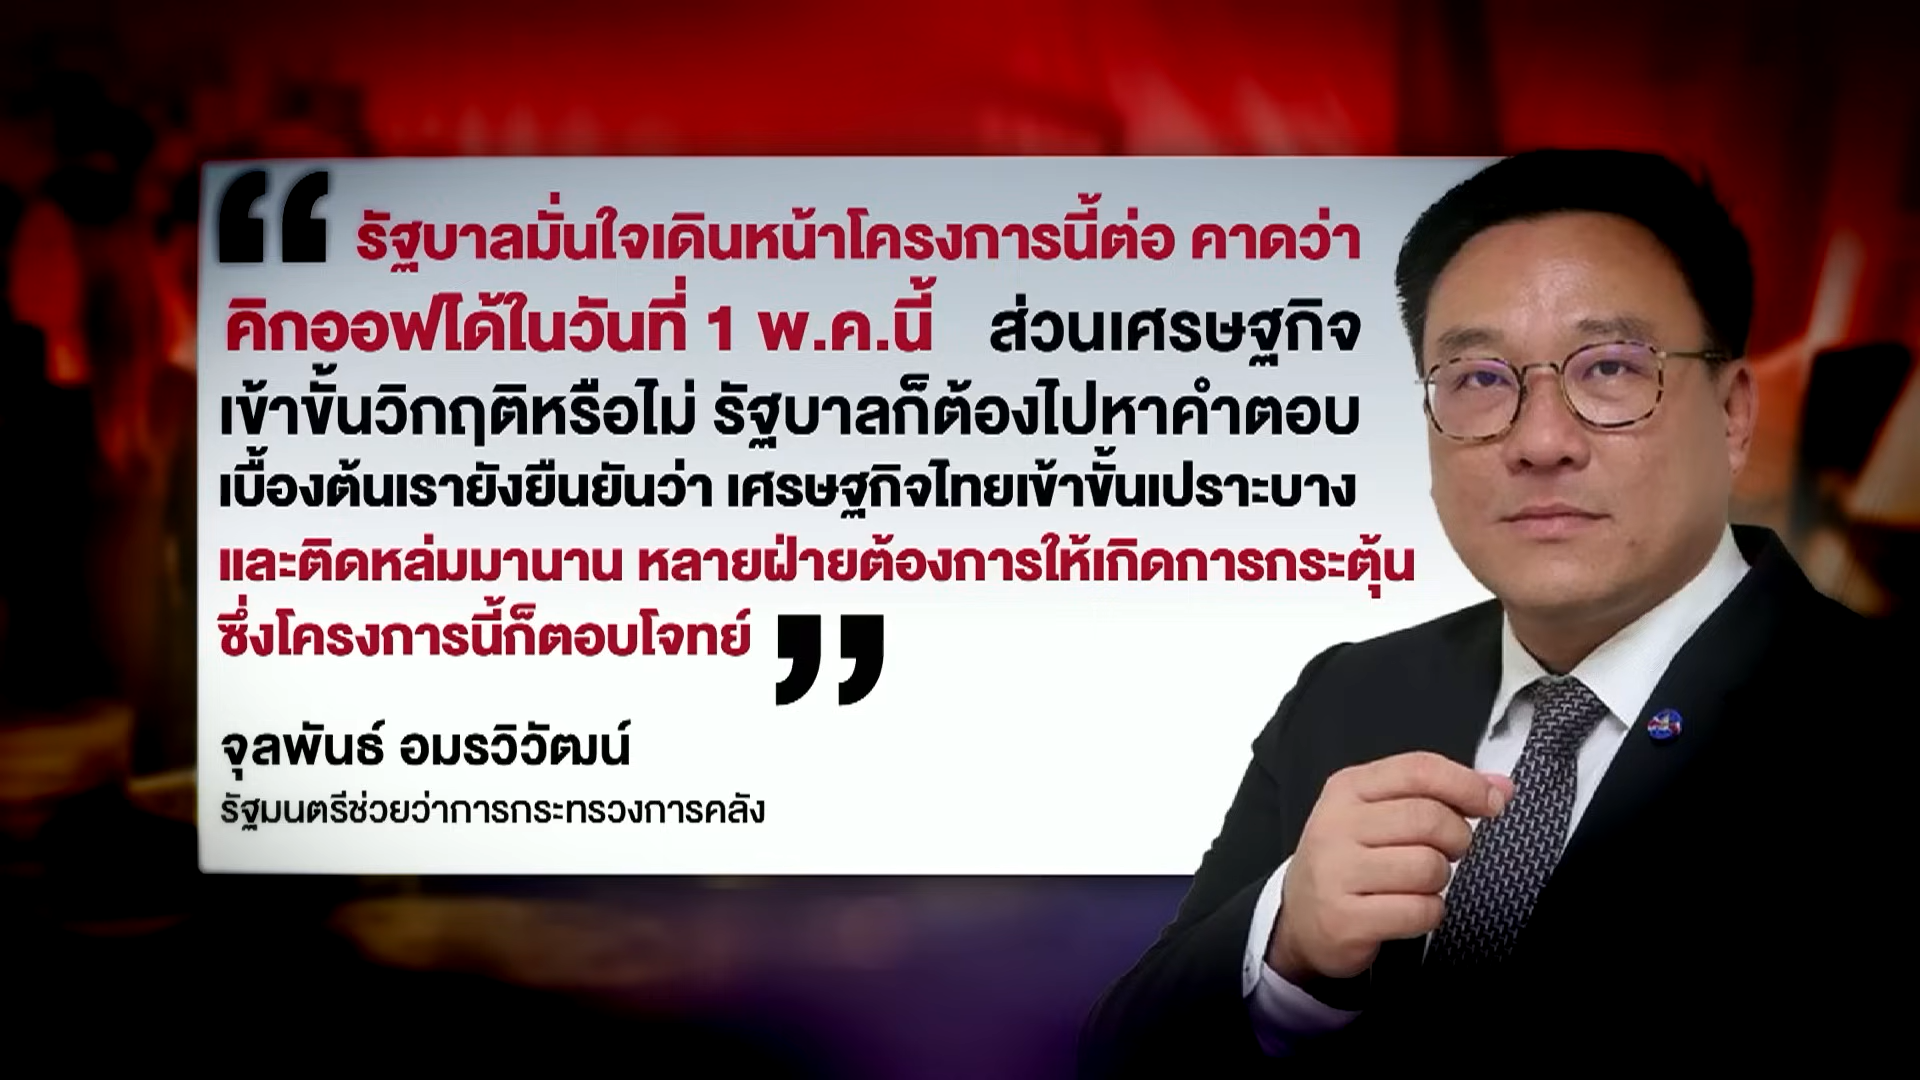 “ รัฐบาลมั่นใจเดินหน้าโครงการนี้ต่อ คาดว่า
คิกออฟได้ในวันที่ 1 พ.ค.นี้ ส่วนเศรษฐกิจ
เข้าขั้นวิกฤติหรือไม่ รัฐบาลก็ต้องไปหาคำตอบ
เบื้องต้นเรายังยืนยันว่า เศรษฐกิจไทยเข้าขั้นเปราะบาง
และติดหล่มมานาน หลายฝ่ายต้องการให้เกิดการกระตุ้น
ซึ่งโครงการนี้ก็ตอบโจทย์ ”
จุลพันธ์ อมรวิวัฒน์
รัฐมนตรีช่วยว่าการกระทรวงการคลัง